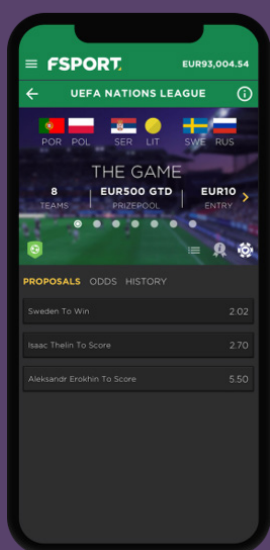 FSPORT.
EUR93,004.54
UEFA NATIONS LEAGUE
POR POL SER LIT SWE RUS
THE GAME
8 EUR500 GTD EUR10
TEAMS PRIZEPOOL ENTRY
PROPOSALS ODDS HISTORY
Sweden To Win 2.02
Isaac Thelin To Score 2.70
Aleksandr Erokhin To Score 5.50